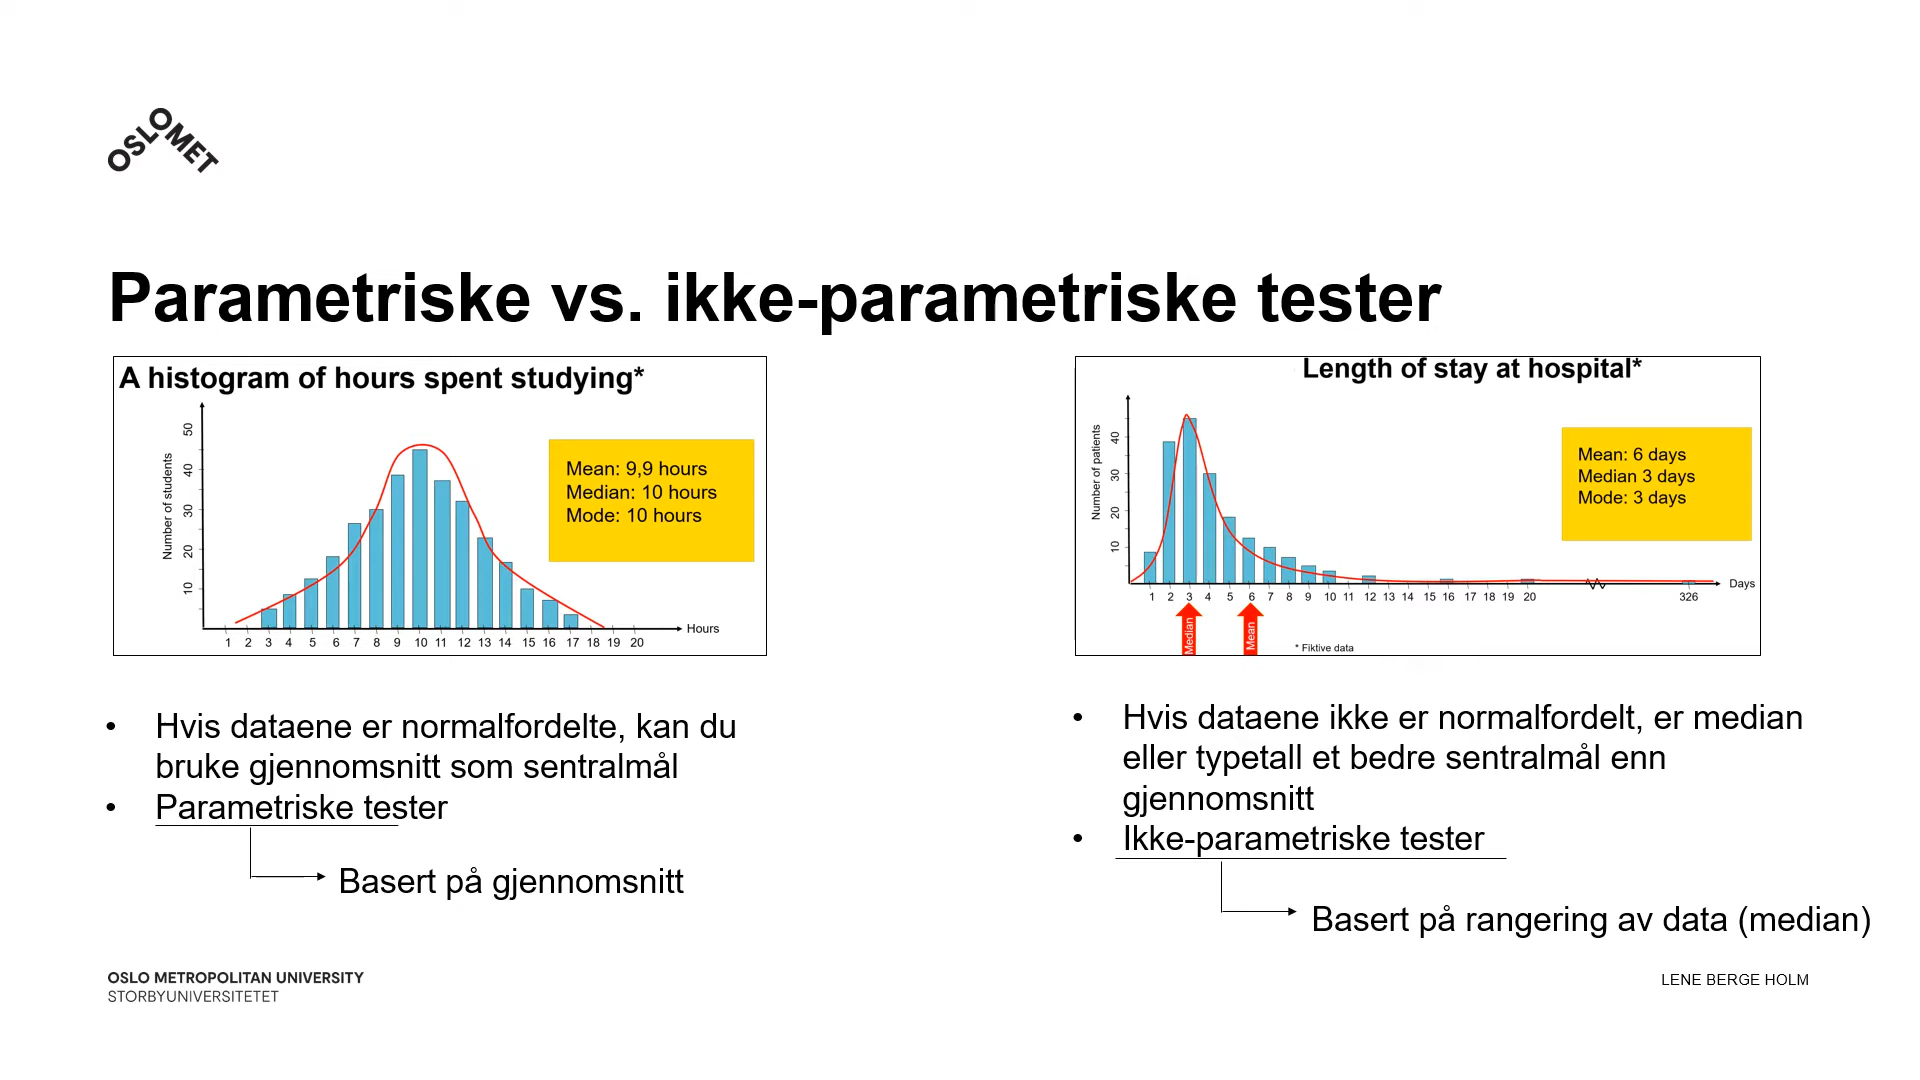 OSLOMET
Parametriske vs. ikke-parametriske tester
A histogram of hours spent studying*
Number of students
50
40
30
20
10
Mean: 9,9 hours
Median: 10 hours
Mode: 10 hours
Hours
1 2 3 4 5 6 7 8 9 10 11 12 13 14 15 16 17 18 19 20
• Hvis dataene er normalfordelte, kan du
bruke gjennomsnitt som sentralmål
• Parametriske tester
Basert på gjennomsnitt
Length of stay at hospital*
Number of patients
40
30
20
10
Mean: 6 days
Median 3 days
Mode: 3 days
Days
1 2 3 4 5 6 7 8 9 10 11 12 13 14 15 16 17 18 19 20 326
Median
Mean
* Fiktive data
• Hvis dataene ikke er normalfordelt, er median
eller typetall et bedre sentralmål enn
gjennomsnitt
• Ikke-parametriske tester
Basert på rangering av data (median)
OSLO METROPOLITAN UNIVERSITY
STORBYUNIVERSITETET
LENE BERGE HOLM